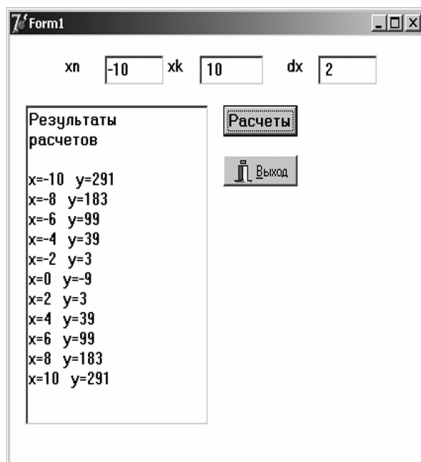 Form1
xn -10 xk 10 dx 2
Результаты
расчетов
Расчеты
Выход
x=-10 y=291
x=-8 y=183
x=-6 y=99
x=-4 y=39
x=-2 y=3
x=0 y=-9
x=2 y=3
x=4 y=39
x=6 y=99
x=8 y=183
x=10 y=291